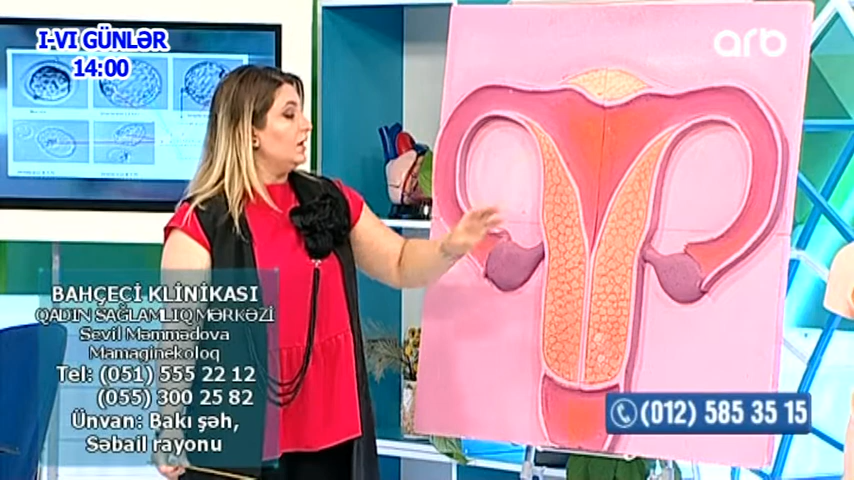 I-VI GÜNLƏR
14:00
arb
BAHÇECİ KLİNİKASI
QADIN SAĞLAMLIQ MƏRKƏZİ
Sevil Məmmədova
Mamaginekoloq
Tel: (051) 555 22 12
(055) 300 25 82
Ünvan: Bakı şəh,
Səbail rayonu
(012) 585 35 15